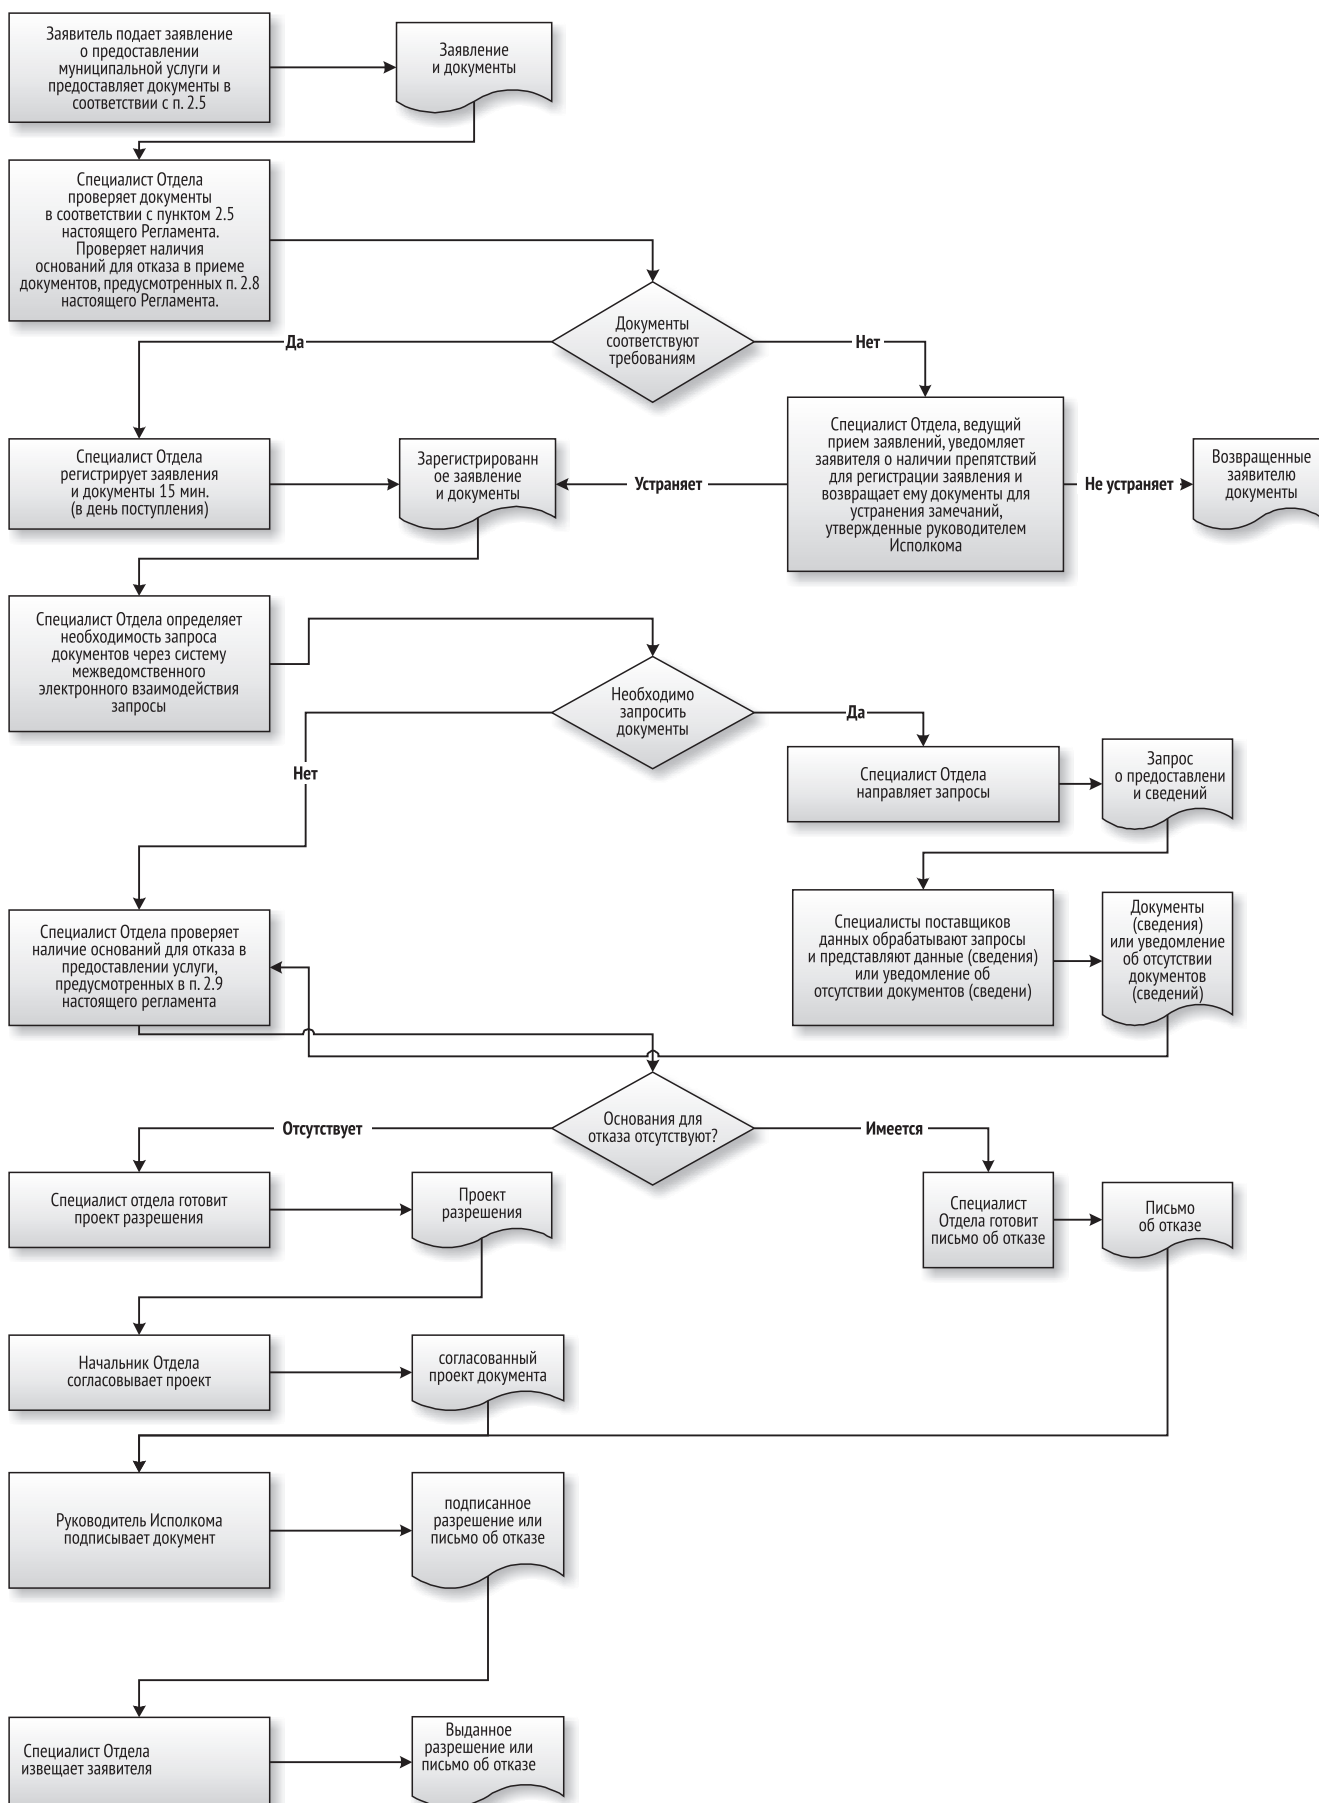 Заявитель подает заявление
о предоставлении
муниципальной услуги и
предоставляет документы в
соответствии с п. 2.5
Заявление
и документы
Специалист Отдела
проверяет документы
в соответствии с пунктом 2.5
настоящего Регламента.
Проверяет наличия
оснований для отказа в приеме
документов, предусмотренных п. 2.8
настоящего Регламента.
Документы
соответствуют
требованиям
Да
Нет
Специалист Отдела
регистрирует заявления
и документы 15 мин.
(в день поступления)
Зарегистрированн
ое заявление
и документы
Устраняет
Специалист Отдела, ведущий
прием заявлений, уведомляет
заявителя о наличии препятствий
для регистрации заявления и
возвращает ему документы для
устранения замечаний,
утвержденные руководителем
Исполкома
Не устраняет
Возвращенные
заявителю
документы
Специалист Отдела определяет
необходимость запроса
документов через систему
межведомственного
электронного взаимодействия
запросы
Необходимо
запросить
документы
Да
Нет
Специалист Отдела
направляет запросы
Запрос
о предоставлени
и сведений
Специалист Отдела проверяет
наличие оснований для отказа в
предоставлении услуги,
предусмотренных в п. 2.9
настоящего регламента
Специалисты поставщиков
данных обрабатывают запросы
и представляют данные (сведения)
или уведомление об
отсутствии документов (сведени)
Документы
(сведения)
или уведомление
об отсутствии
документов
(сведений)
Основания для
отказа отсутствуют?
Отсутствует
Имеется
Специалист отдела готовит
проект разрешения
Проект
разрешения
Специалист
Отдела готовит
письмо об отказе
Письмо
об отказе
Начальник Отдела
согласовывает проект
согласованный
проект документа
Руководитель Исполкома
подписывает документ
подписанное
разрешение или
письмо об отказе
Специалист Отдела
извещает заявителя
Выданное
разрешение или
письмо об отказе